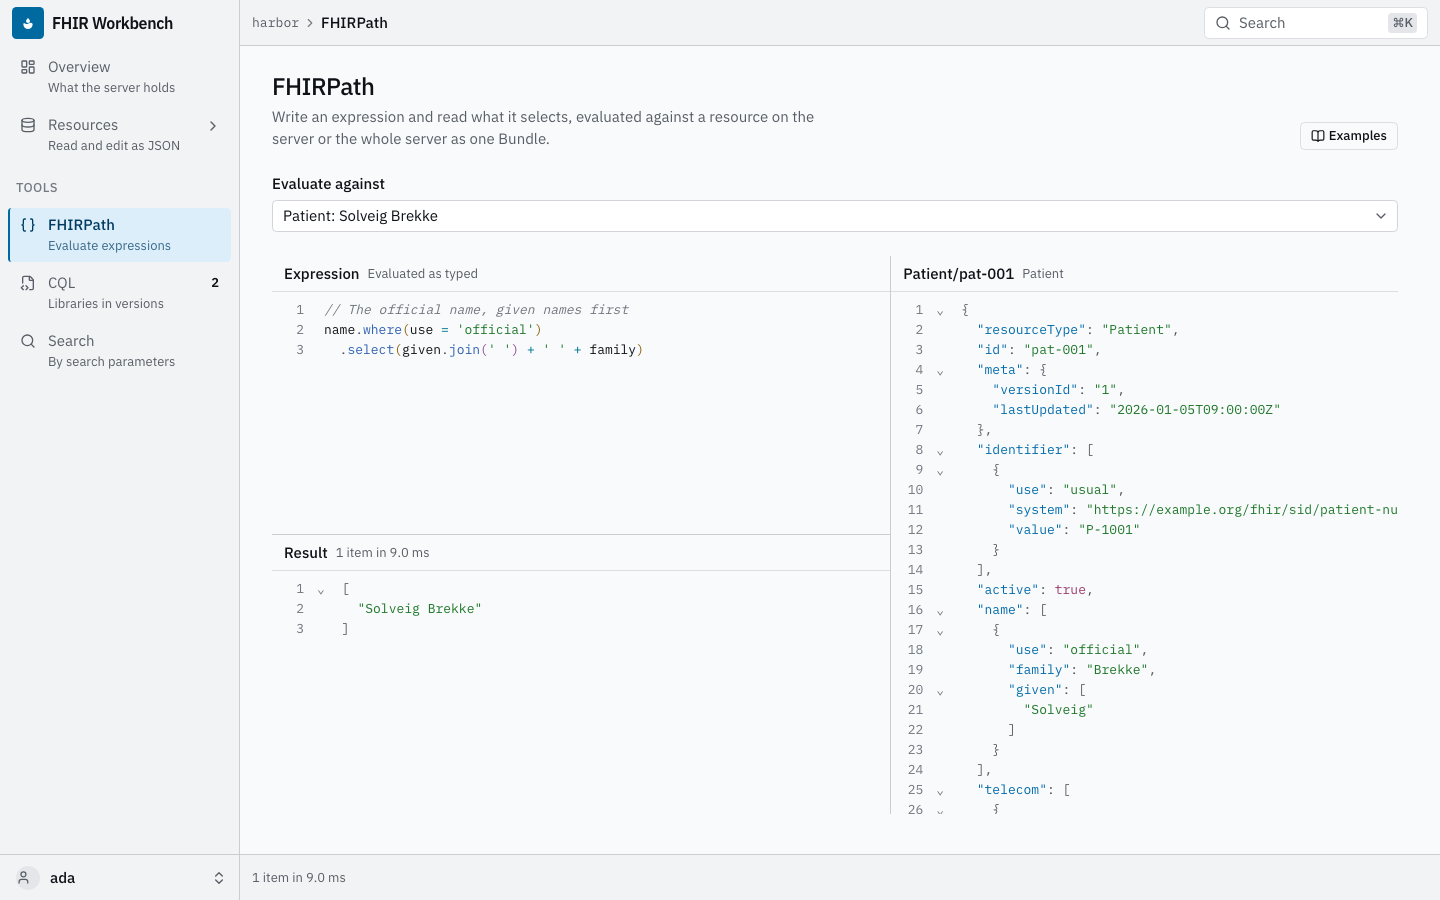 FHIR Workbench
Overview
What the server holds
Resources
Read and edit as JSON
TOOLS
FHIRPath
Evaluate expressions
CQL 2
Libraries in versions
Search
By search parameters
ada
harbor > FHIRPath
Search ⌘K
FHIRPath
Write an expression and read what it selects, evaluated against a resource on the
server or the whole server as one Bundle.
Examples
Evaluate against
Patient: Solveig Brekke
Expression Evaluated as typed
1 // The official name, given names first
2 name.where(use = 'official')
3   .select(given.join(' ') + ' ' + family)
Result 1 item in 9.0 ms
1 [
2   "Solveig Brekke"
3 ]
Patient/pat-001 Patient
1 {
2   "resourceType": "Patient",
3   "id": "pat-001",
4   "meta": {
5     "versionId": "1",
6     "lastUpdated": "2026-01-05T09:00:00Z"
7   },
8   "identifier": [
9     {
10       "use": "usual",
11       "system": "https://example.org/fhir/sid/patient-nu
12       "value": "P-1001"
13     }
14   ],
15   "active": true,
16   "name": [
17     {
18       "use": "official",
19       "family": "Brekke",
20       "given": [
21         "Solveig"
22       ]
23     }
24   ],
25   "telecom": [
26     {
1 item in 9.0 ms